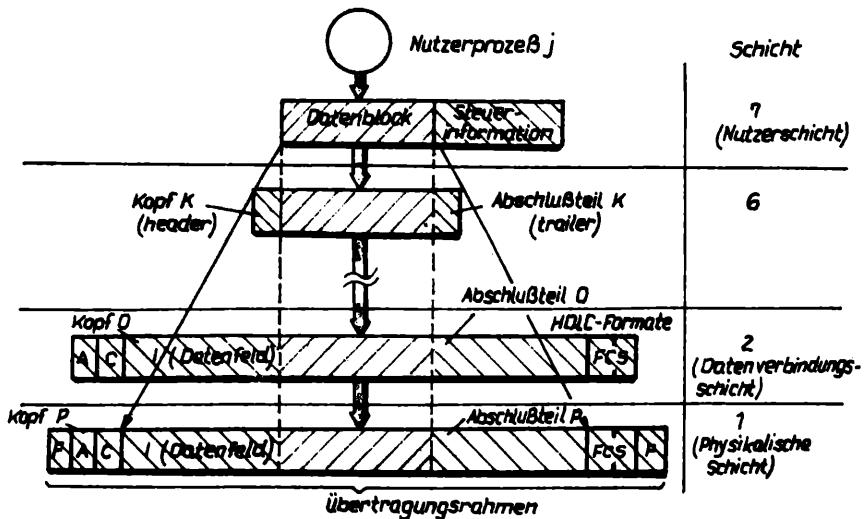 Nutzerprozeß j
Schicht
Datenblock
Steuer-
information
7
(Nutzerschicht)
Kopf K
(header)
Abschlußteil K
(trailer)
6
Abschlußteil O
Kopf O
HDLC-Formate
A C I (Datenfeld) FCS
2
(Datenverbindungs-
schicht)
Kopf P
Abschlußteil P
F A C I (Datenfeld) FCS F
1
(Physikalische
Schicht)
Übertragungsrahmen